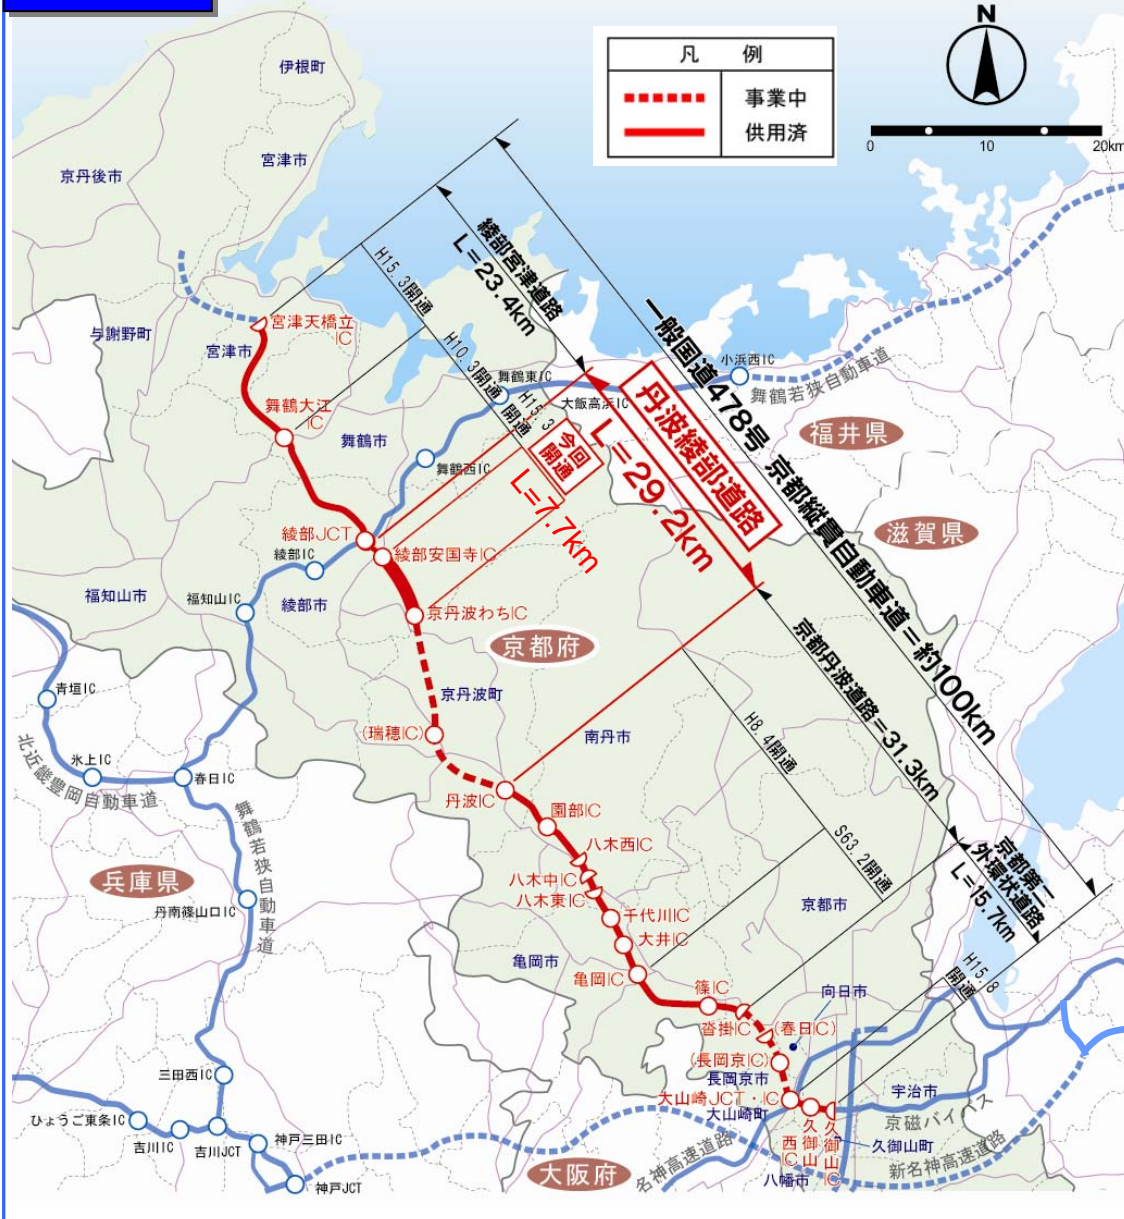 凡 例
事業中
供用済
N
0 10 20km
伊根町
宮津市
京丹後市
与謝野町
宮津市
宮津天橋立
IC
舞鶴大江
IC
舞鶴市
舞鶴西IC
舞鶴東IC
大飯高浜IC
小浜西IC
舞鶴若狭自動車道
福井県
滋賀県
綾部宮津道路
L=23.4km
H15.3開通
H10.3開通
H15.3
開通
今回
開通
L=7.7km
丹波綾部道路
L=29.2km
一般国道478号 京都縦貫自動車道=約100km
京都丹波道路=31.3km
H8.4開通
S63.2開通
京都第二
外環状道路
L=15.7km
H15.8
開通
綾部JCT
綾部安国寺IC
綾部IC
綾部市
福知山市
福知山IC
京丹波わちIC
京都府
京丹波町
(瑞穂IC)
南丹市
丹波IC
園部IC
八木西IC
八木中IC
八木東IC
千代川IC
大井IC
亀岡市
亀岡IC
京都市
篠IC
沓掛IC
(春日IC)
向日市
(長岡京IC)
長岡京市
大山崎JCT・IC
大山崎町
久御山
西IC
久御山IC
宇治市
京磁バイパス
久御山町
八幡市
新名神高速道路
名神高速道路
大阪府
青垣IC
氷上IC
北近畿豊岡自動車道
春日IC
舞鶴若狭自動車道
兵庫県
丹南篠山口IC
三田西IC
ひょうご東条IC
吉川IC
吉川JCT
神戸三田IC
神戸JCT